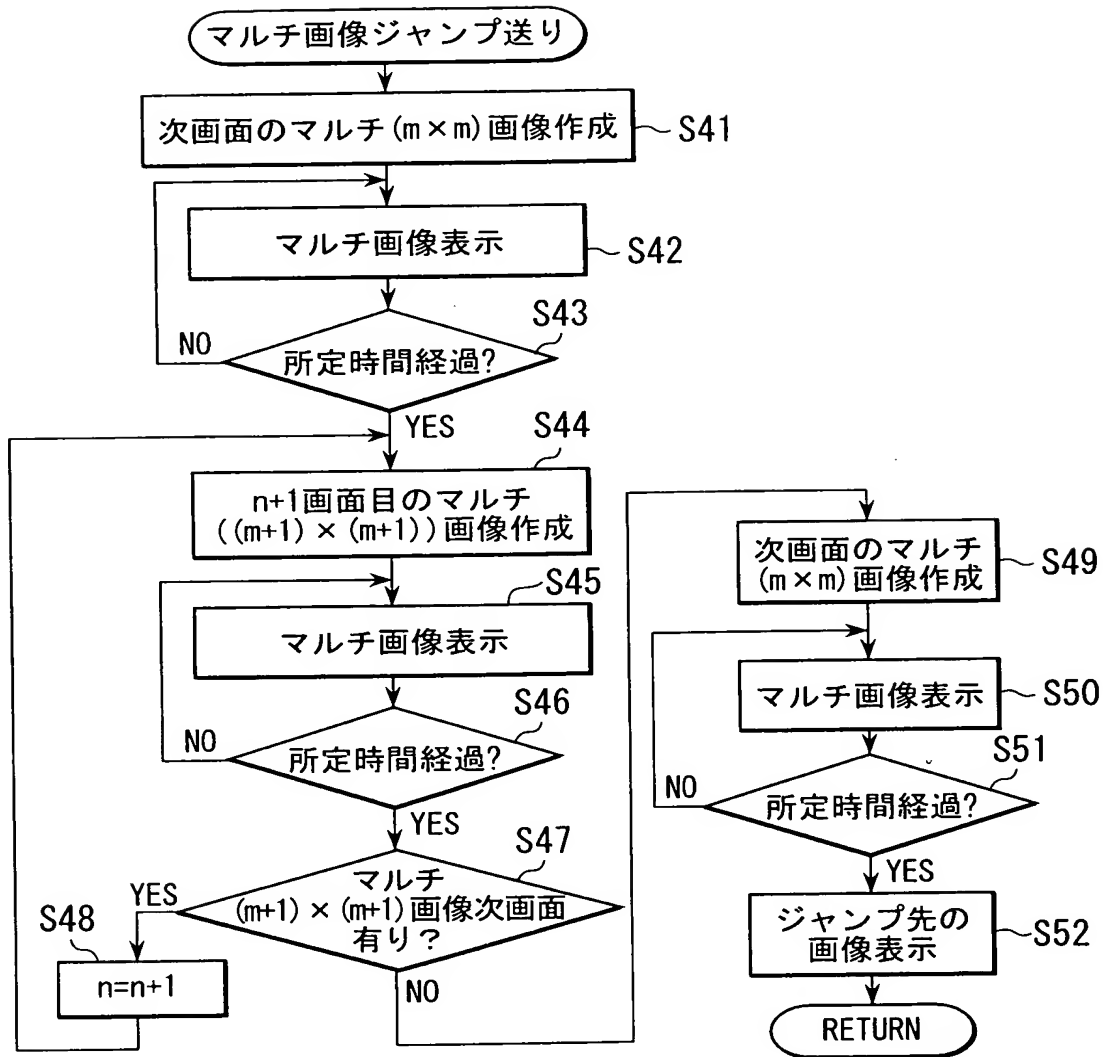 マルチ画像ジャンプ送り
次画面のマルチ(m×m)画像作成
S41
マルチ画像表示
S42
S43
所定時間経過?
NO
YES
S44
n+1画面目のマルチ
((m+1)×(m+1))画像作成
S45
マルチ画像表示
S46
所定時間経過?
NO
YES
S47
マルチ
(m+1)×(m+1)画像次画面
有り?
YES
NO
S48
n=n+1
次画面のマルチ
(m×m)画像作成
S49
マルチ画像表示
S50
S51
所定時間経過?
NO
YES
ジャンプ先の
画像表示
S52
RETURN